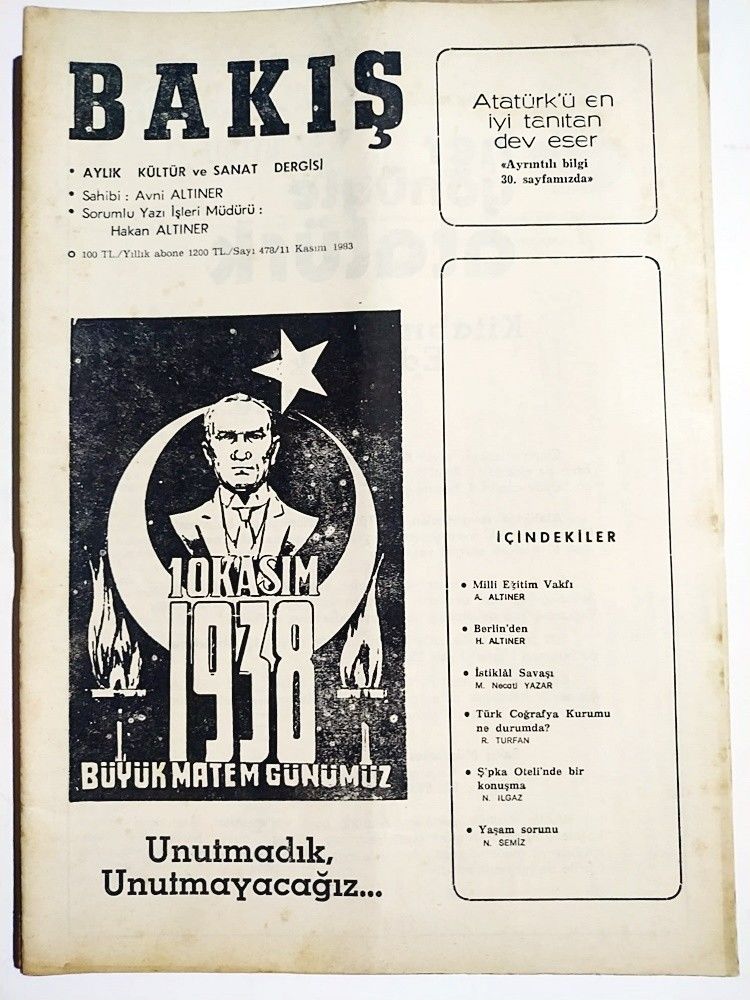 BAKIŞ
• AYLIK KÜLTÜR ve SANAT DERGİSİ
• Sahibi : Avni ALTINER
• Sorumlu Yazı İşleri Müdürü :
Hakan ALTINER
o 100 TL./Yıllık abone 1200 TL./Sayı 478/11 Kasım 1983
Atatürk'ü en
iyi tanıtan
dev eser
«Ayrıntılı bilgi
30. sayfamızda»
10 KASIM
1938
BÜYÜK MATEM GÜNÜMÜZ
Unutmadık,
Unutmayacağız...
İÇİNDEKİLER
• Milli Eğitim Vakfı
A. ALTINER
• Berlin'den
H. ALTINER
• İstiklâl Savaşı
M. Necati YAZAR
• Türk Coğrafya Kurumu
ne durumda?
R. TURFAN
• Ş'pka Oteli'nde bir
konuşma
N. ILGAZ
• Yaşam sorunu
N. SEMİZ